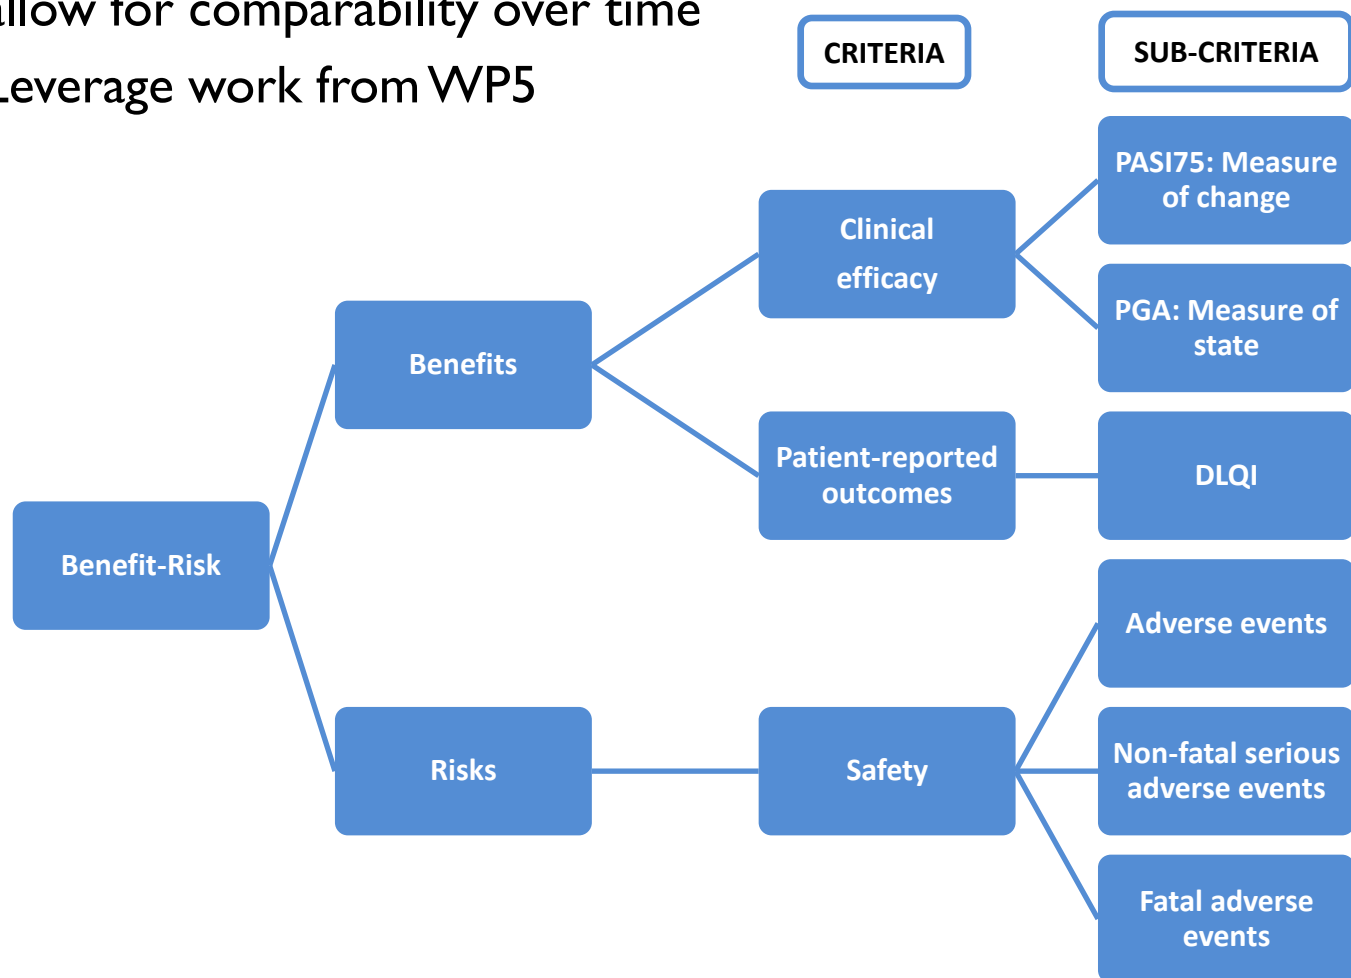 allow for comparability over time
Leverage work from WP5
CRITERIA
SUB-CRITERIA
PASI75: Measure
of change
Clinical
efficacy
PGA: Measure of
state
Benefits
Patient-reported
outcomes
DLQI
Benefit-Risk
Adverse events
Risks
Safety
Non-fatal serious
adverse events
Fatal adverse
events